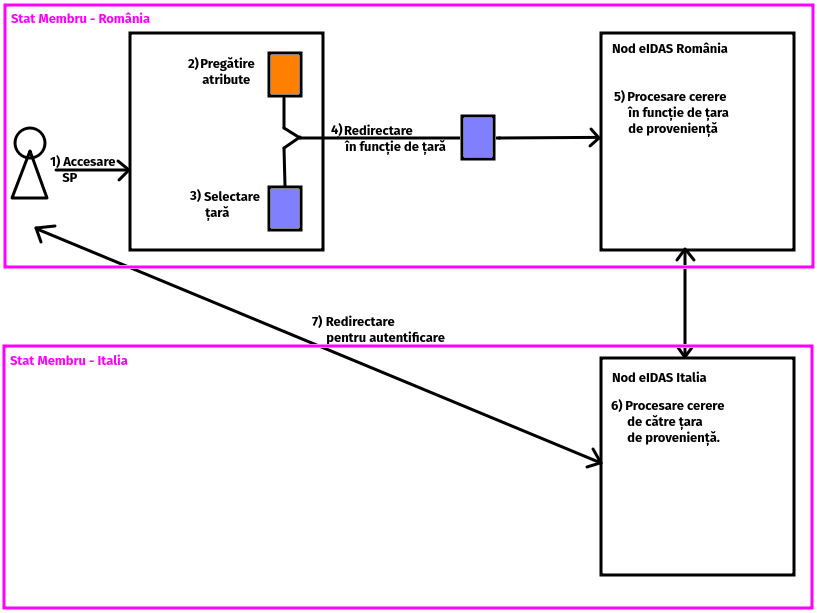 Stat Membru - România
Nod eIDAS România
2) Pregătire
atribute
5) Procesare cerere
în funcție de țara
de proveniență
4) Redirectare
în funcție de țară
1) Accesare
SP
3) Selectare
țară
7) Redirectare
pentru autentificare
Stat Membru - Italia
Nod eIDAS Italia
6) Procesare cerere
de către țara
de proveniență.